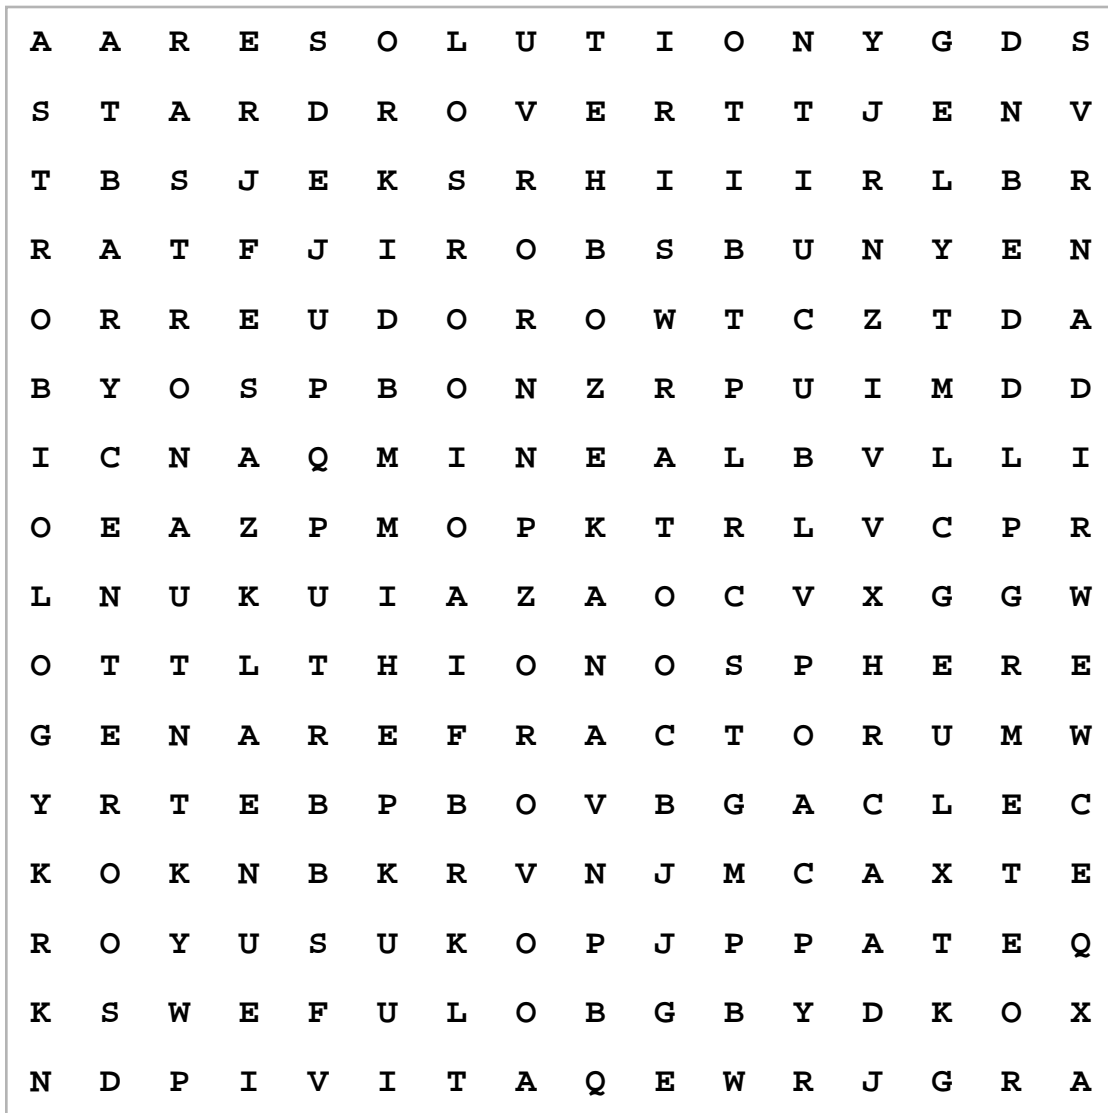 A A R E S O L U T I O N Y G D S
S T A R D R O V E R T T J E N V
T B S J E K S R H I I I R L B R
R A T F J I R O B S B U N Y E N
O R R E U D O R O W T C Z T D A
B Y O S P B O N Z R P U I M D D
I C N A Q M I N E A L B V L L I
O E A Z P M O P K T R L V C P R
L N U K U I A Z A O C V X G G W
O T T L T H I O N O S P H E R E
G E N A R E F R A C T O R U M W
Y R T E B P B O V B G A C L E C
K O K N B K R V N J M C A X T E
R O Y U S U K O P J P P A T E Q
K S W E F U L O B G B Y D K O X
N D P I V I T A Q E W R J G R A